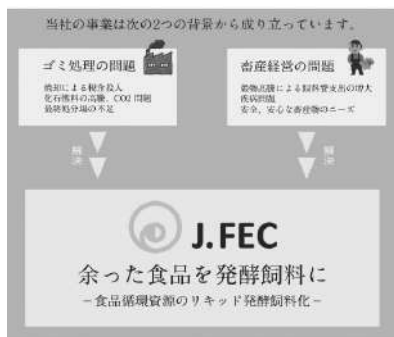 当社の事業は次の2つの背景から成り立っています。
ゴミ処理の問題
焼却による税金投入
化石燃料の高騰、CO2 問題
最終処分場の不足
畜産経営の問題
穀物高騰による飼料費支出の増大
疾病問題
安全、安心な畜産物のニーズ
解決
解決
J.FEC
余った食品を発酵飼料に
－食品循環資源のリキッド発酵飼料化－